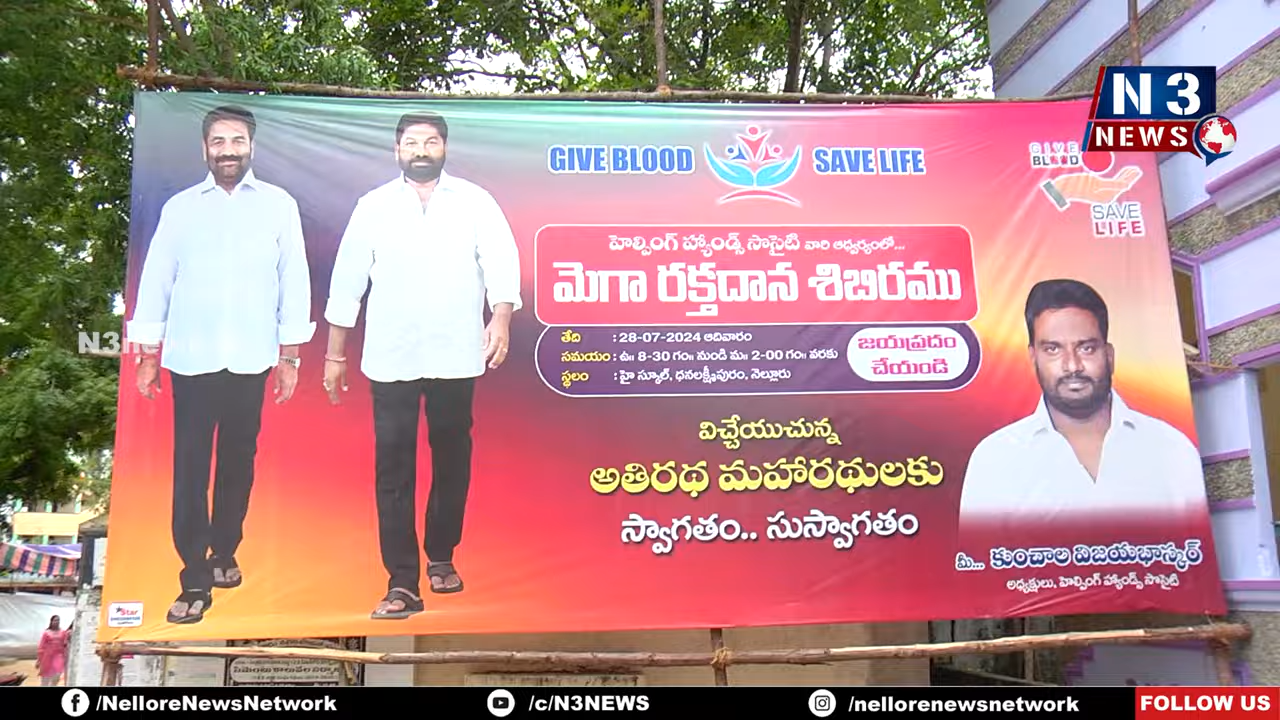 N3
NEWS
GIVE BLOOD SAVE LIFE
GIVE
BLOOD
SAVE
LIFE
హెల్పింగ్ హ్యాండ్స్ సొసైటి వారి ఆధ్వర్యంలో...
మెగా రక్తదాన శిబిరము
తేది : 28-07-2024 ఆదివారం
సమయం : ఉ॥ 8-30 గం॥ నుండి మ॥ 2-00 గం॥ వరకు
స్థలం : హై స్కూల్, ధనలక్ష్మీపురం, నెల్లూరు
జయప్రదం
చేయండి
విచ్చేయుచున్న
అతిరథ మహారథులకు
స్వాగతం.. సుస్వాగతం
మీ... కుంచాల విజయభాస్కర్
అధ్యక్షులు, హెల్పింగ్ హ్యాండ్స్ సొసైటి
N3news
Star
/NelloreNewsNetwork
/c/N3NEWS
/nellorenewsnetwork
FOLLOW US